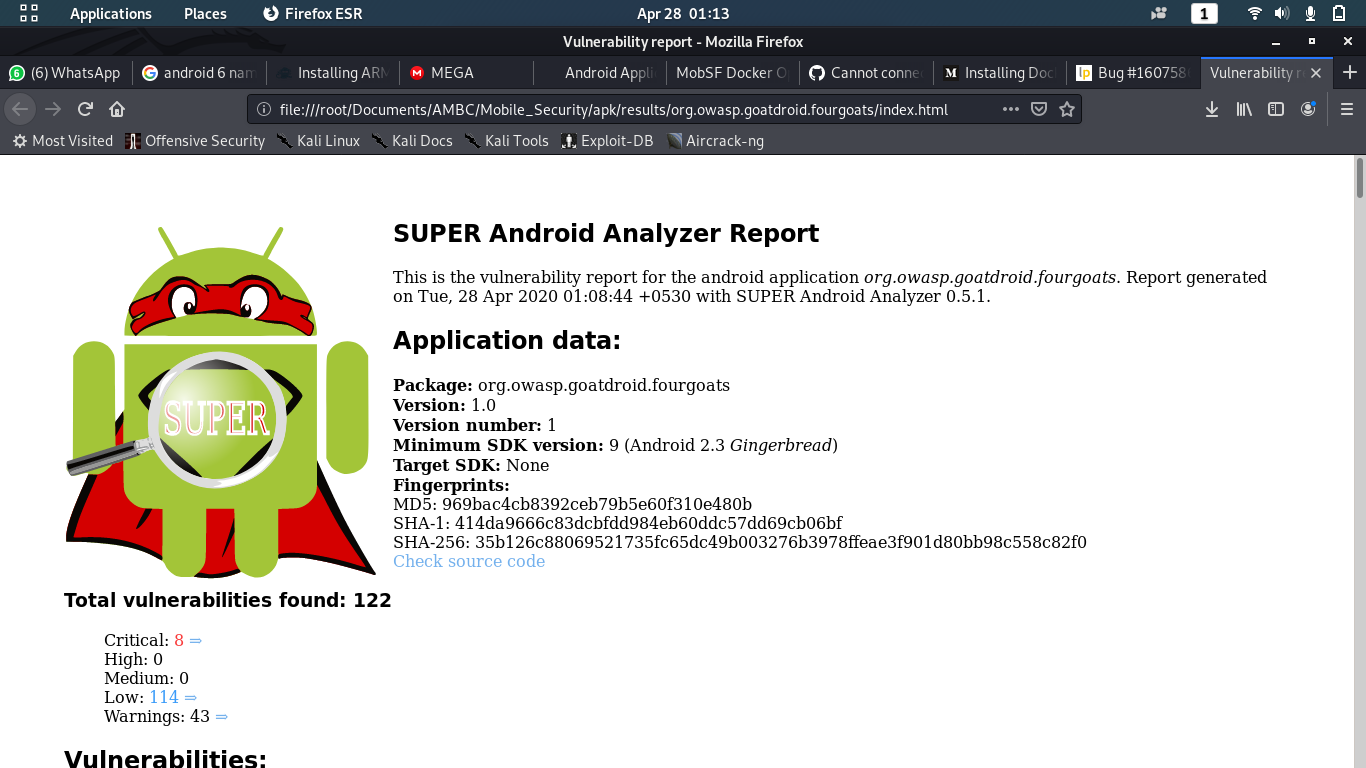 Applications Places Firefox ESR Apr 28 01:13 1
Vulnerability report - Mozilla Firefox
6 (6) WhatsApp android 6 nam Installing ARM MEGA Android Appli MobSF Docker Op Cannot connec Installing Doc Bug #160758 Vulnerability r
file:///root/Documents/AMBC/Mobile_Security/apk/results/org.owasp.goatdroid.fourgoats/index.html
Most Visited Offensive Security Kali Linux Kali Docs Kali Tools Exploit-DB Aircrack-ng
SUPER Android Analyzer Report
This is the vulnerability report for the android application org.owasp.goatdroid.fourgoats. Report generated
on Tue, 28 Apr 2020 01:08:44 +0530 with SUPER Android Analyzer 0.5.1.
Application data:
Package: org.owasp.goatdroid.fourgoats
Version: 1.0
Version number: 1
Minimum SDK version: 9 (Android 2.3 Gingerbread)
Target SDK: None
Fingerprints:
MD5: 969bac4cb8392ceb79b5e60f310e480b
SHA-1: 414da9666c83dcbfdd984eb60ddc57dd69cb06bf
SHA-256: 35b126c88069521735fc65dc49b003276b3978ffeae3f901d80bb98c558c82f0
Check source code
SUPER
Total vulnerabilities found: 122
Critical: 8 ⇒
High: 0
Medium: 0
Low: 114 ⇒
Warnings: 43 ⇒
Vulnerabilities: